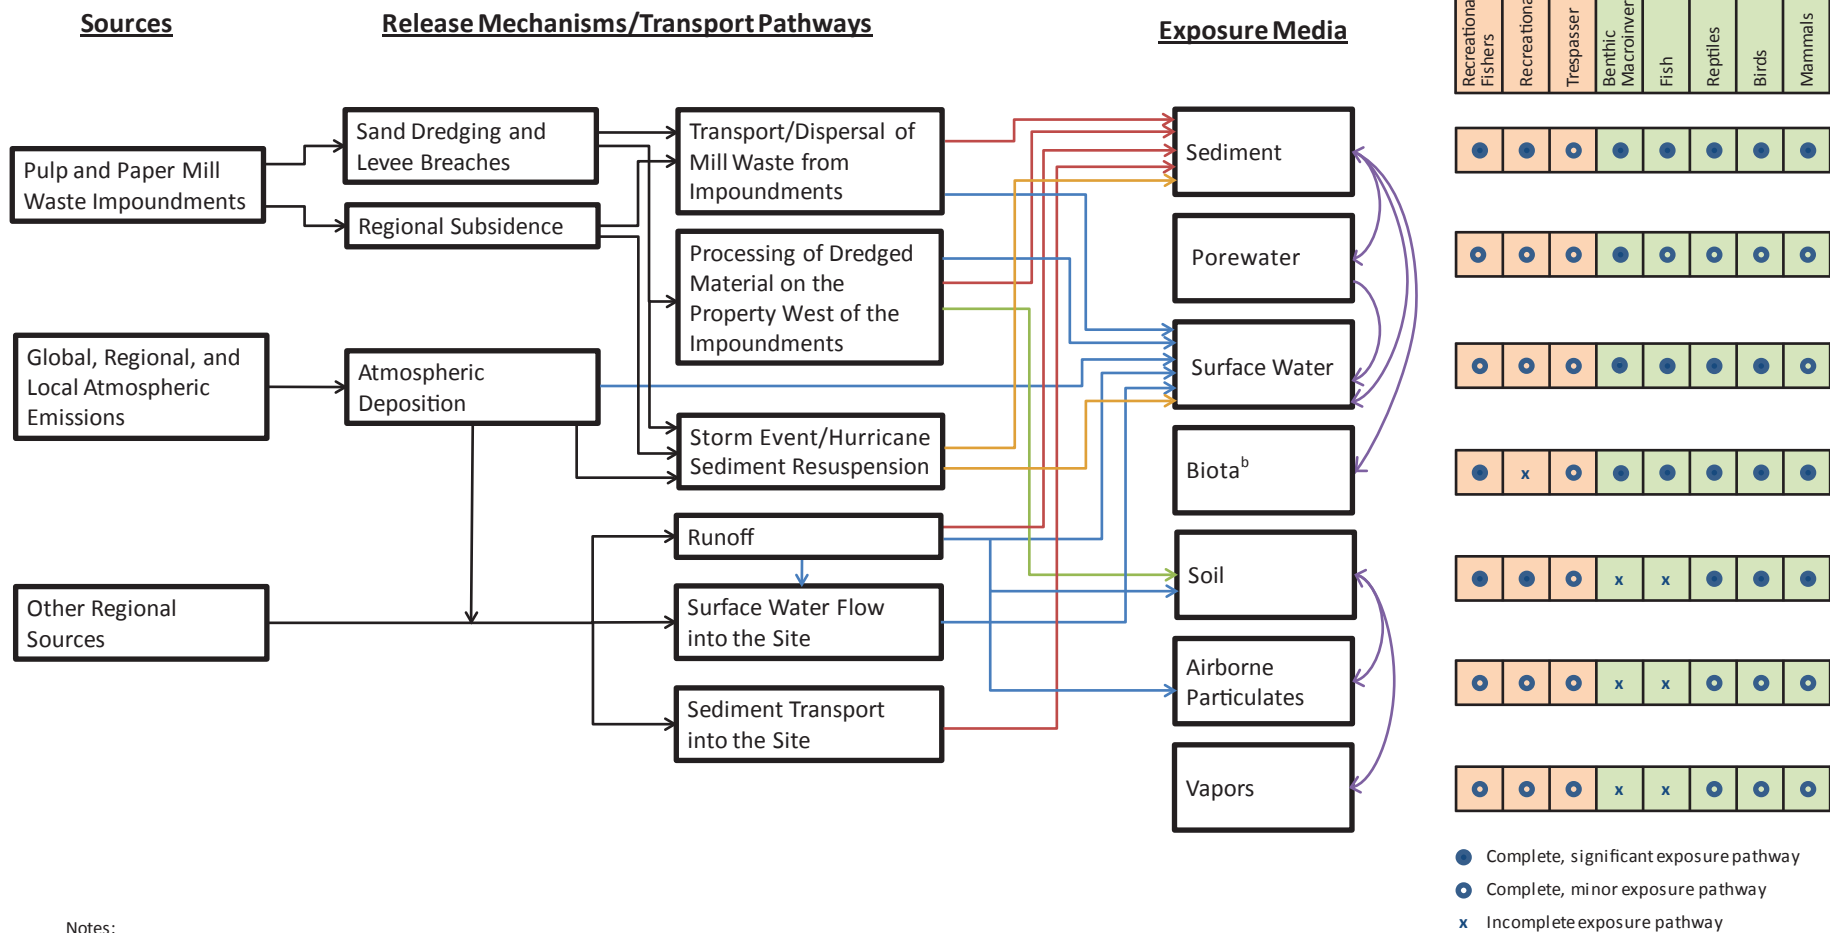 Sources
Release Mechanisms/Transport Pathways
Exposure Media
Recreational
Fishers
Recreational
Trespasser
Benthic
Fish
Reptiles
Birds
Mammals
Pulp and Paper Mill
Waste Impoundments
Sand Dredging and
Levee Breaches
Regional Subsidence
Global, Regional, and
Local Atmospheric
Emissions
Atmospheric
Deposition
Other Regional
Sources
Transport/Dispersal of
Mill Waste from
Impoundments
Processing of Dredged
Material on the
Property West of the
Impoundments
Storm Event/Hurricane
Sediment Resuspension
Runoff
Surface Water Flow
into the Site
Sediment Transport
into the Site
Sediment
Porewater
Surface Water
Biota^b
Soil
Airborne
Particulates
Vapors
x
x x
x x
x x
Complete, significant exposure pathway
Complete, minor exposure pathway
x Incomplete exposure pathway
Notes: